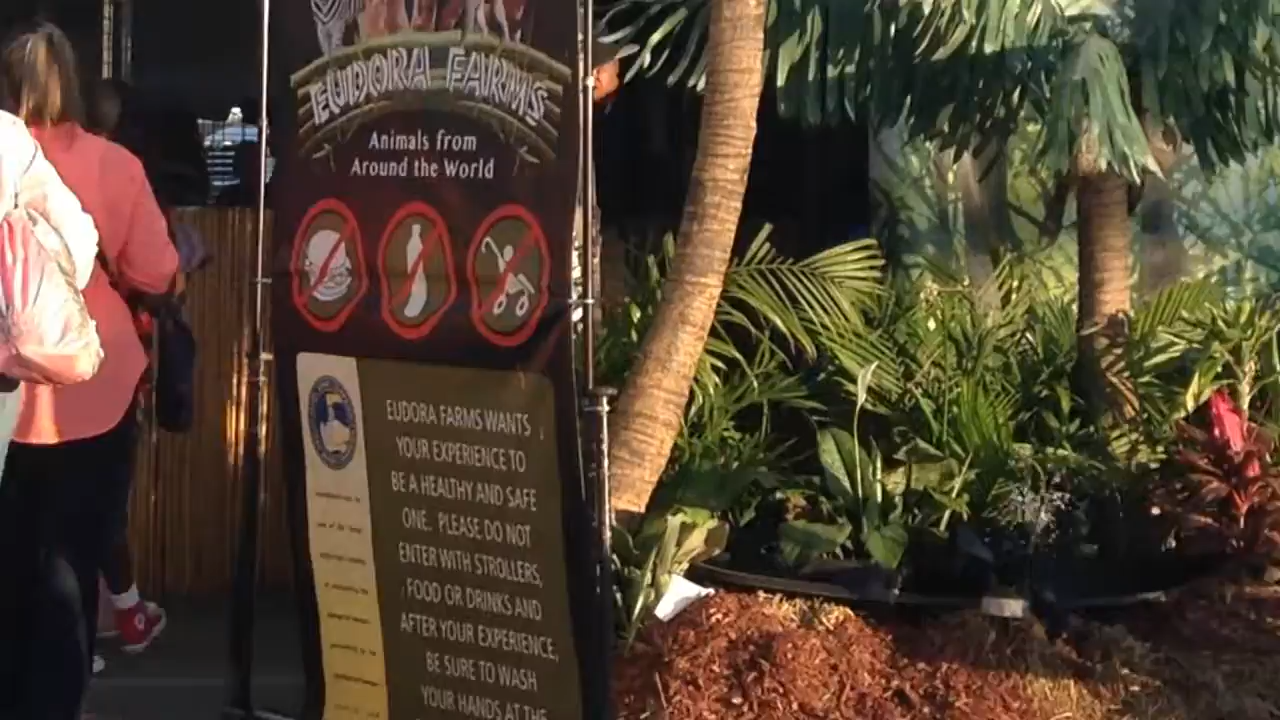 EUDORA FARMS
Animals from
Around the World
EUDORA FARMS WANTS
YOUR EXPERIENCE TO
BE A HEALTHY AND SAFE
ONE. PLEASE DO NOT
ENTER WITH STROLLERS,
FOOD OR DRINKS AND
AFTER YOUR EXPERIENCE,
BE SURE TO WASH
YOUR HANDS AT THE